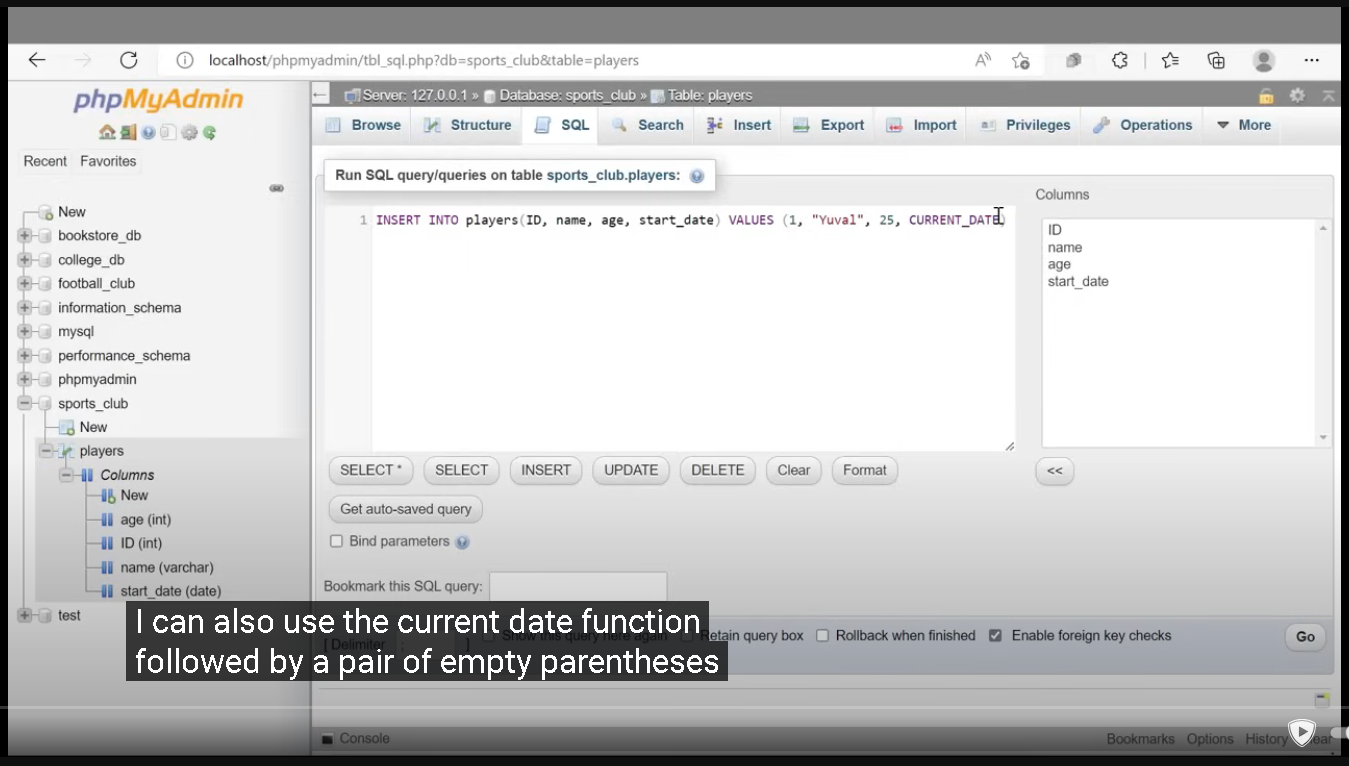 localhost/phpmyadmin/tbl_sql.php?db=sports_club&table=players
phpMyAdmin
Server: 127.0.0.1 » Database: sports_club » Table: players
Browse Structure SQL Search Insert Export Import Privileges Operations More
Recent Favorites
Run SQL query/queries on table sports_club.players:
Columns
1 INSERT INTO players(ID, name, age, start_date) VALUES (1, "Yuval", 25, CURRENT_DATE)
ID
name
age
start_date
New
bookstore_db
college_db
football_club
information_schema
mysql
performance_schema
phpmyadmin
sports_club
New
players
Columns
New
age (int)
ID (int)
name (varchar)
start_date (date)
test
SELECT * SELECT INSERT UPDATE DELETE Clear Format
<<
Get auto-saved query
Bind parameters
Bookmark this SQL query:
[ Delimiter ; ] Show this query here again Retain query box Rollback when finished Enable foreign key checks
Go
I can also use the current date function
followed by a pair of empty parentheses
Console
Bookmarks Options History